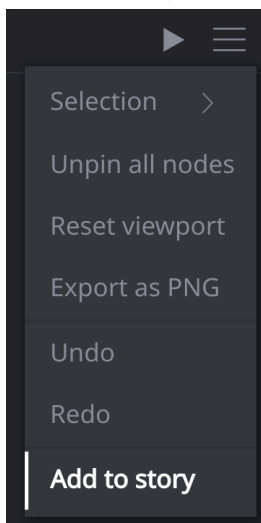 Selection
Unpin all nodes
Reset viewport
Export as PNG
Undo
Redo
Add to story